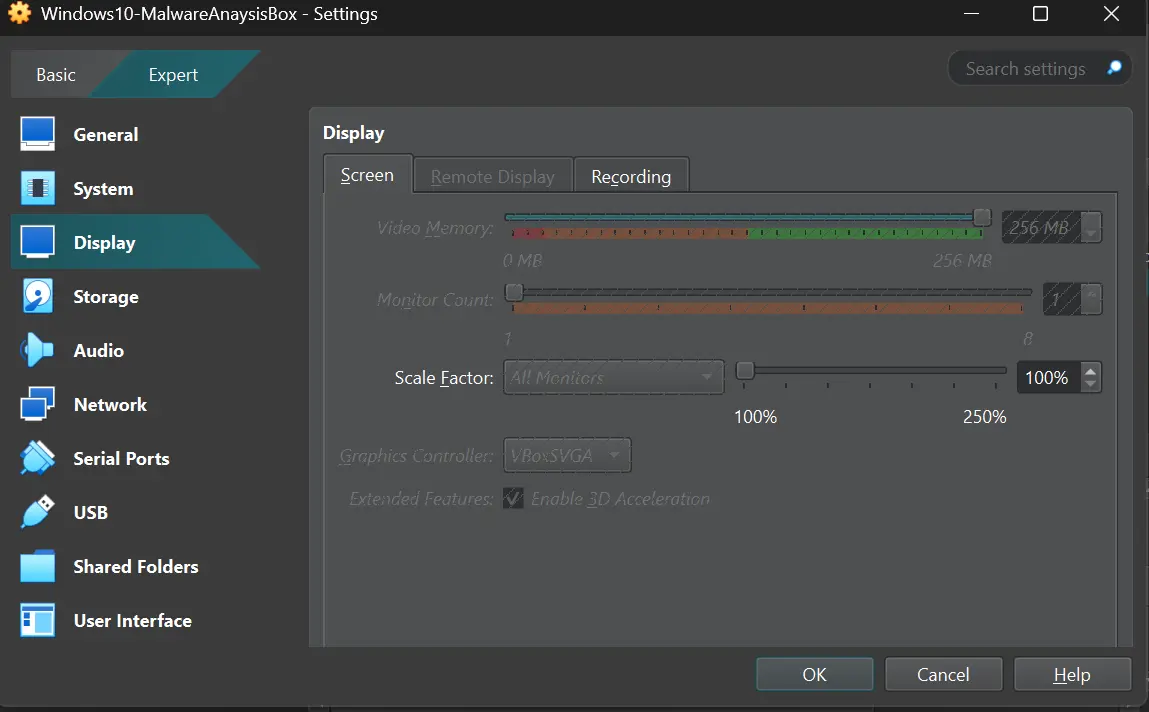 Windows10-MalwareAnaysisBox - Settings
Basic
Expert
Search settings
General
System
Display
Storage
Audio
Network
Serial Ports
USB
Shared Folders
User Interface
Display
Screen
Remote Display
Recording
Video Memory:
256 MB
0 MB
256 MB
Monitor Count:
1
1
8
Scale Factor:
All Monitors
100%
100%
250%
Graphics Controller:
VBoxSVGA
Extended Features:
Enable 3D Acceleration
OK
Cancel
Help